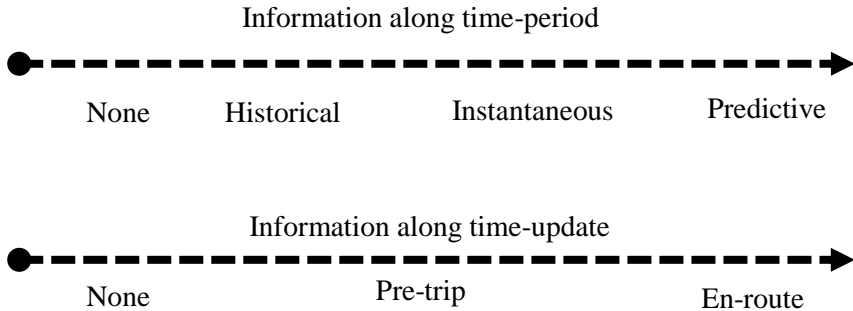 Information along time-period
None Historical Instantaneous Predictive
Information along time-update
None Pre-trip En-route